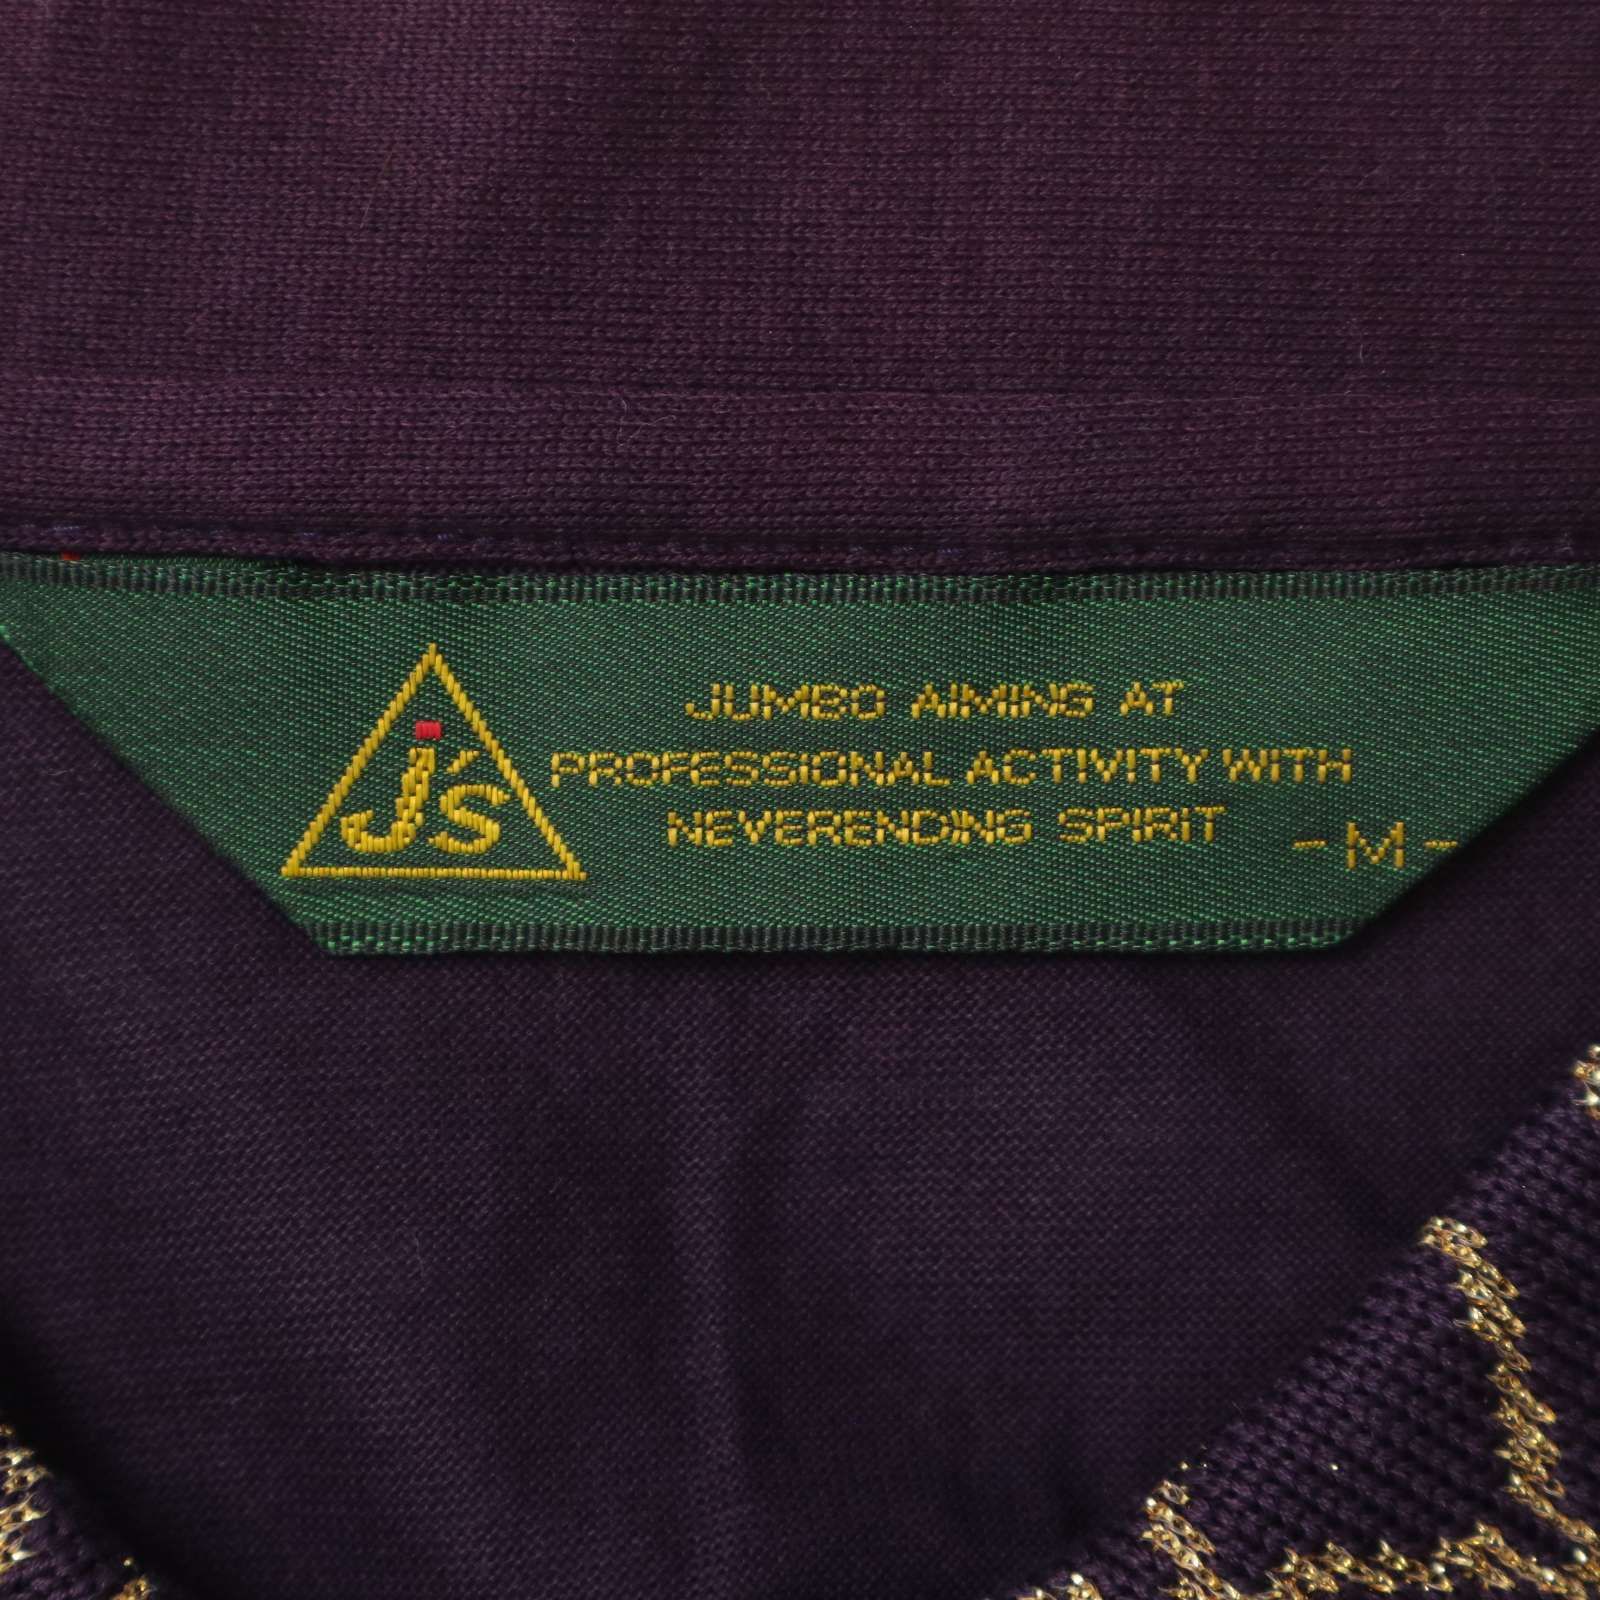 J's
JUMBO AIMING AT
PROFESSIONAL ACTIVITY WITH
NEVERENDING SPIRIT
-M-